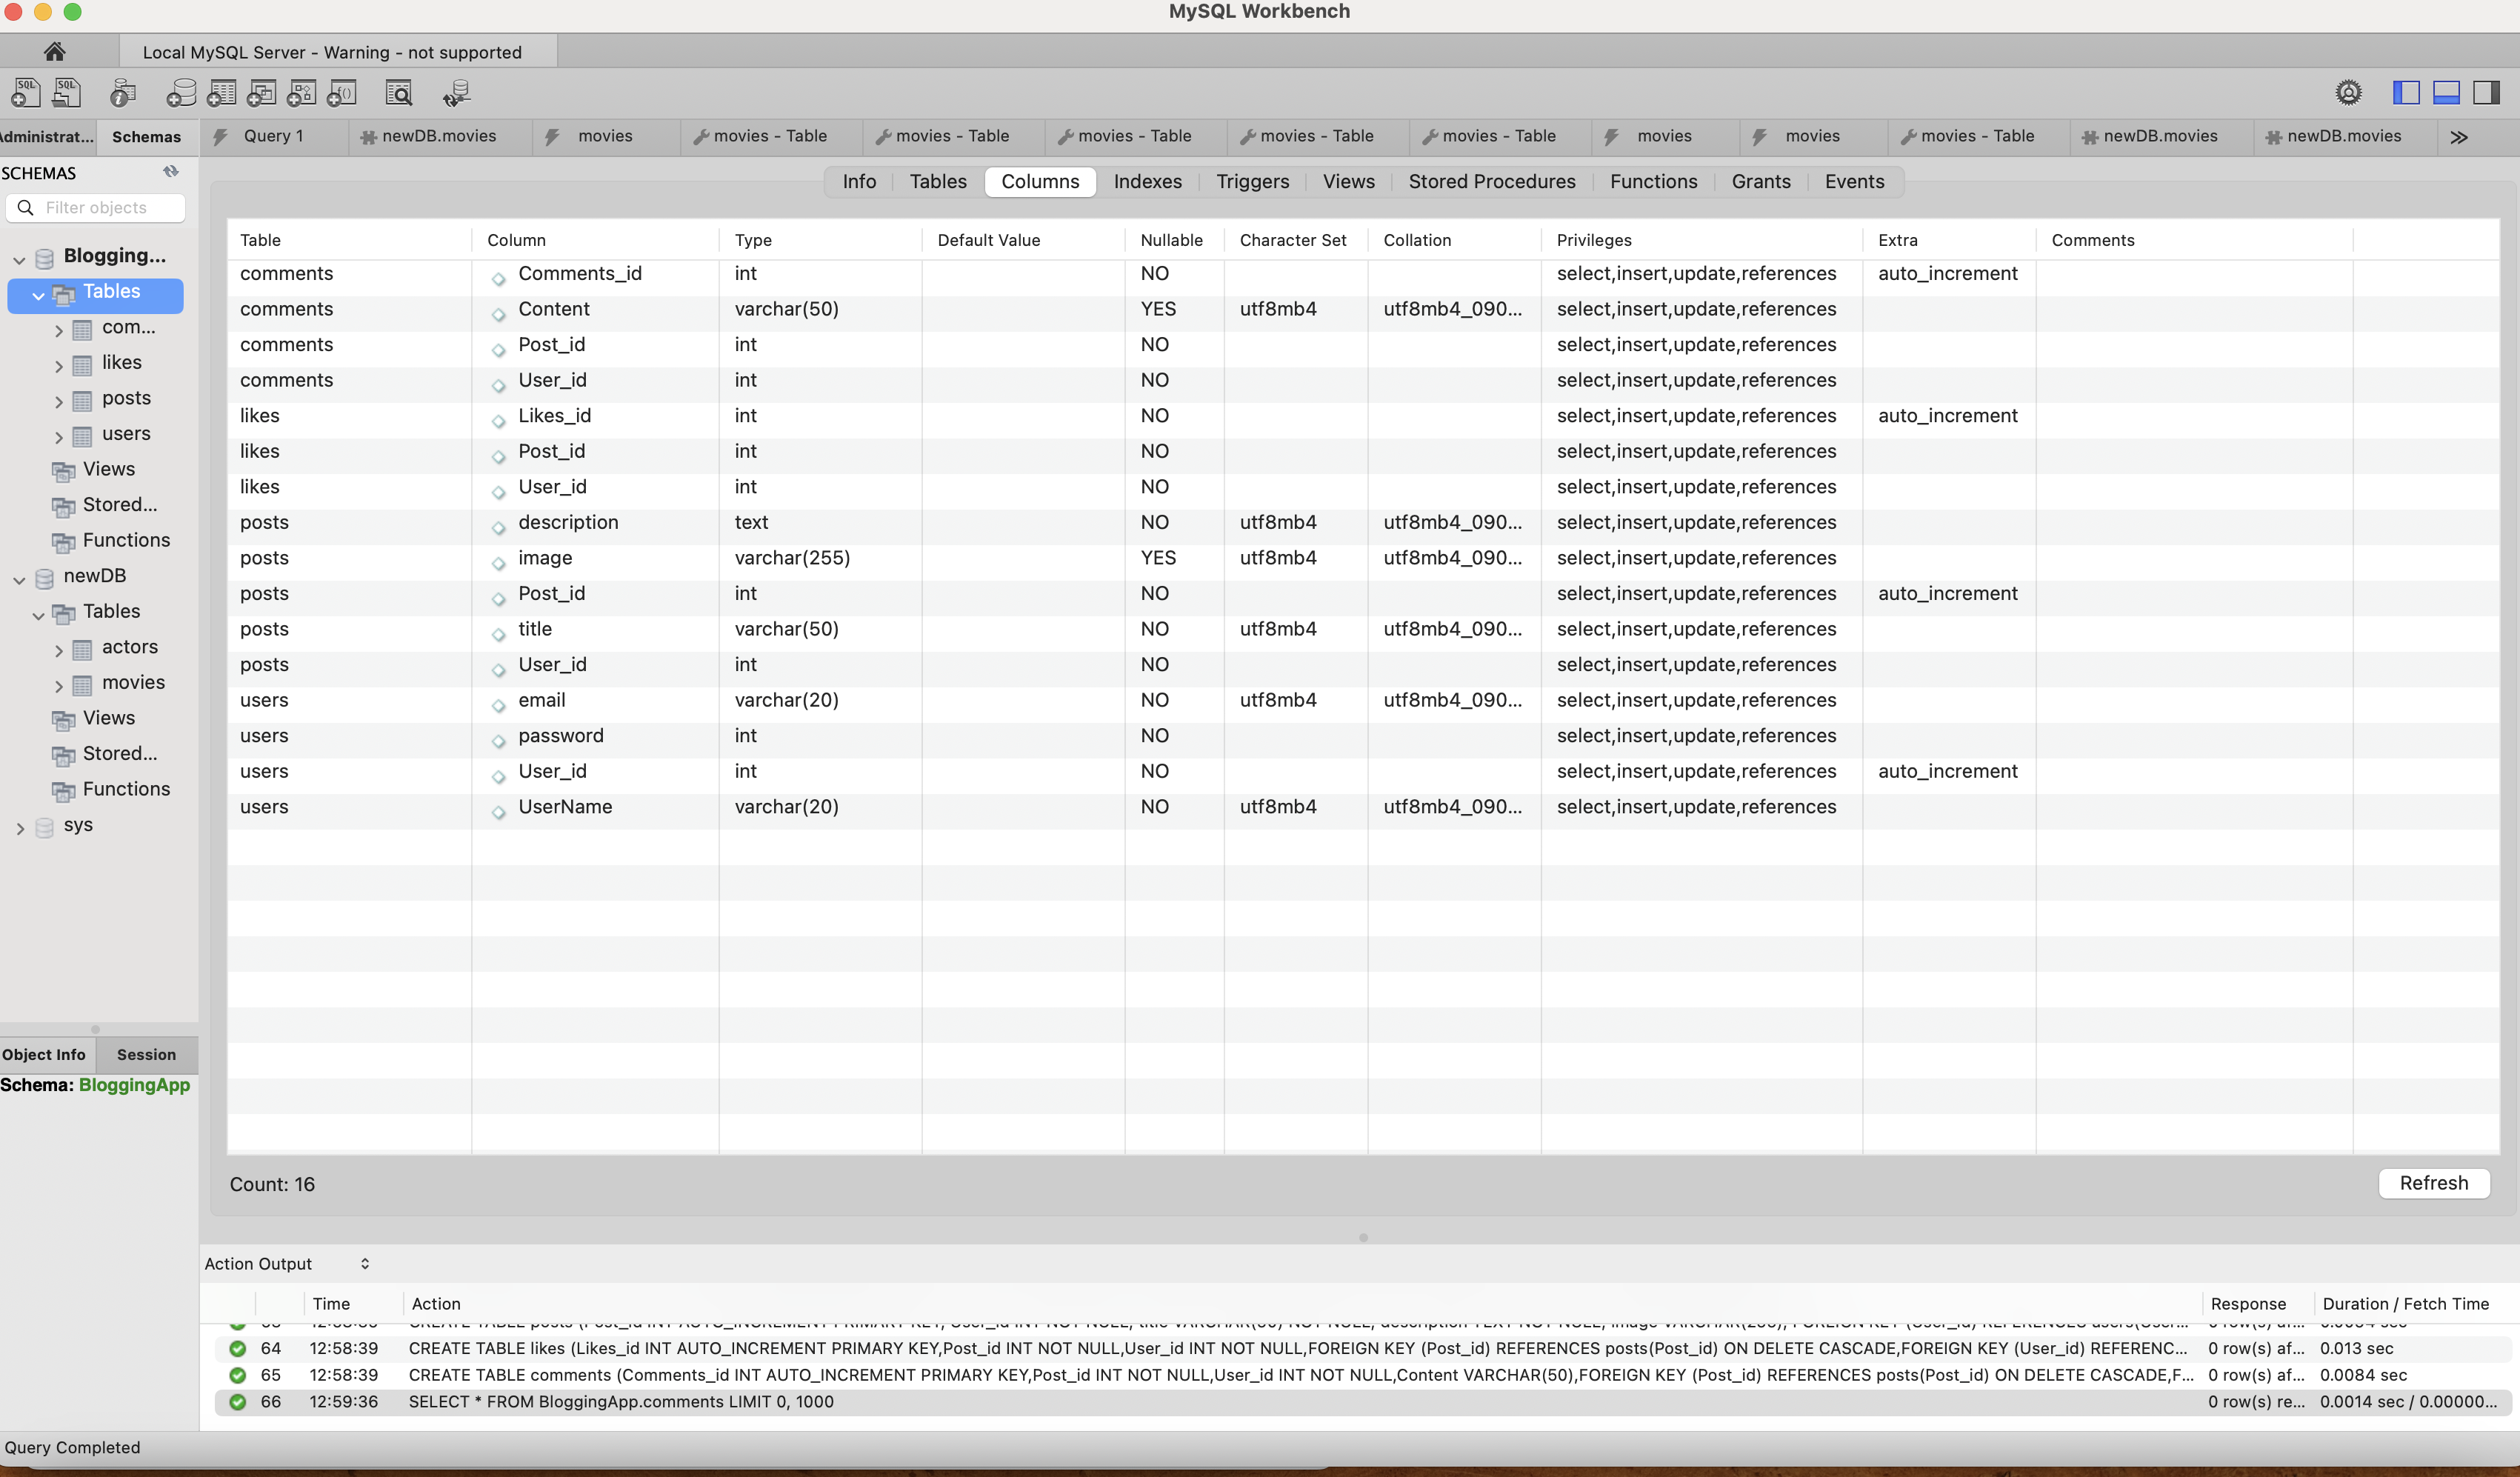 MySQL Workbench
Local MySQL Server - Warning - not supported
Administrat... Schemas Query 1 newDB.movies movies movies - Table movies - Table movies - Table movies - Table movies - Table movies movies movies - Table newDB.movies newDB.movies
SCHEMAS
Filter objects
Blogging...
Tables
com...
likes
posts
users
Views
Stored...
Functions
newDB
Tables
actors
movies
Views
Stored...
Functions
sys
Object Info Session
Schema: BloggingApp
Info Tables Columns Indexes Triggers Views Stored Procedures Functions Grants Events
Table Column Type Default Value Nullable Character Set Collation Privileges Extra Comments
comments Comments_id int NO select,insert,update,references auto_increment
comments Content varchar(50) YES utf8mb4 utf8mb4_090... select,insert,update,references
comments Post_id int NO select,insert,update,references
comments User_id int NO select,insert,update,references
likes Likes_id int NO select,insert,update,references auto_increment
likes Post_id int NO select,insert,update,references
likes User_id int NO select,insert,update,references
posts description text NO utf8mb4 utf8mb4_090... select,insert,update,references
posts image varchar(255) YES utf8mb4 utf8mb4_090... select,insert,update,references
posts Post_id int NO select,insert,update,references auto_increment
posts title varchar(50) NO utf8mb4 utf8mb4_090... select,insert,update,references
posts User_id int NO select,insert,update,references
users email varchar(20) NO utf8mb4 utf8mb4_090... select,insert,update,references
users password int NO select,insert,update,references
users User_id int NO select,insert,update,references auto_increment
users UserName varchar(20) NO utf8mb4 utf8mb4_090... select,insert,update,references
Count: 16 Refresh
Action Output
Time Action Response Duration / Fetch Time
64 12:58:39 CREATE TABLE likes (Likes_id INT AUTO_INCREMENT PRIMARY KEY,Post_id INT NOT NULL,User_id INT NOT NULL,FOREIGN KEY (Post_id) REFERENCES posts(Post_id) ON DELETE CASCADE,FOREIGN KEY (User_id) REFERENC... 0 row(s) af... 0.013 sec
65 12:58:39 CREATE TABLE comments (Comments_id INT AUTO_INCREMENT PRIMARY KEY,Post_id INT NOT NULL,User_id INT NOT NULL,Content VARCHAR(50),FOREIGN KEY (Post_id) REFERENCES posts(Post_id) ON DELETE CASCADE,F... 0 row(s) af... 0.0084 sec
66 12:59:36 SELECT * FROM BloggingApp.comments LIMIT 0, 1000 0 row(s) re... 0.0014 sec / 0.00000...
Query Completed